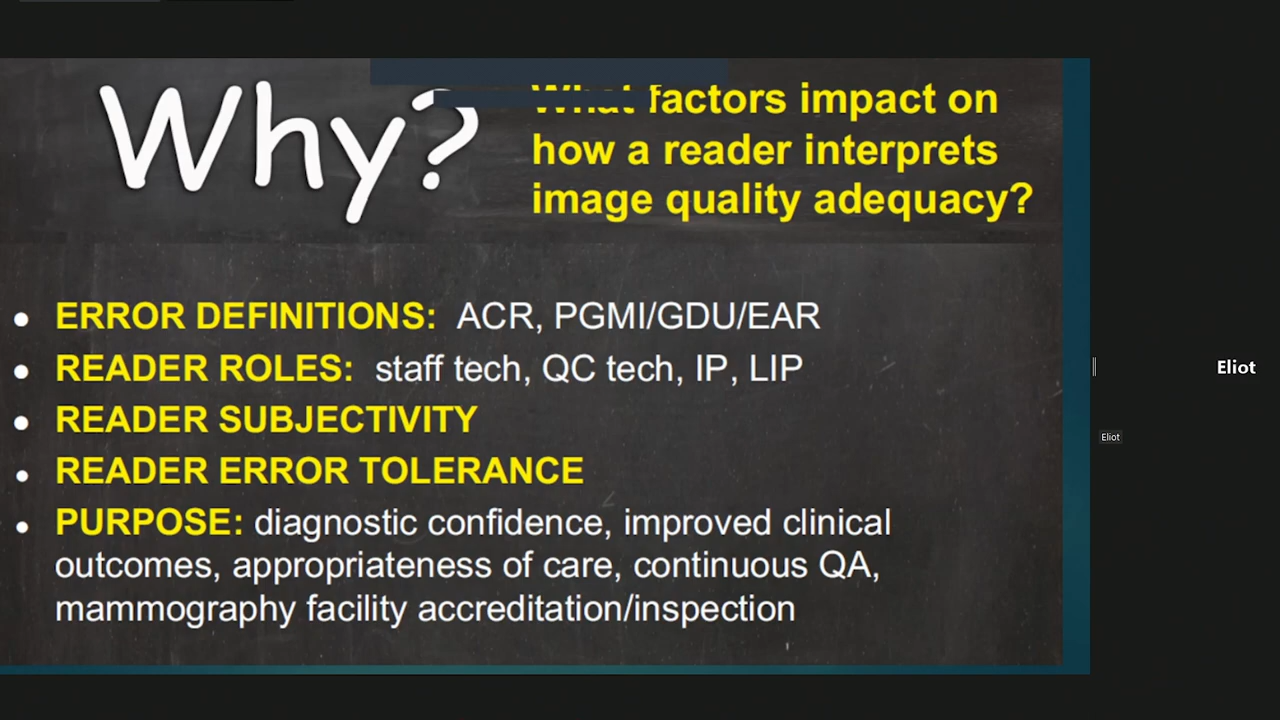 Why?
What factors impact on
how a reader interprets
image quality adequacy?
• ERROR DEFINITIONS: ACR, PGMI/GDU/EAR
• READER ROLES: staff tech, QC tech, IP, LIP
• READER SUBJECTIVITY
• READER ERROR TOLERANCE
• PURPOSE: diagnostic confidence, improved clinical
outcomes, appropriateness of care, continuous QA,
mammography facility accreditation/inspection
Eliot
Eliot